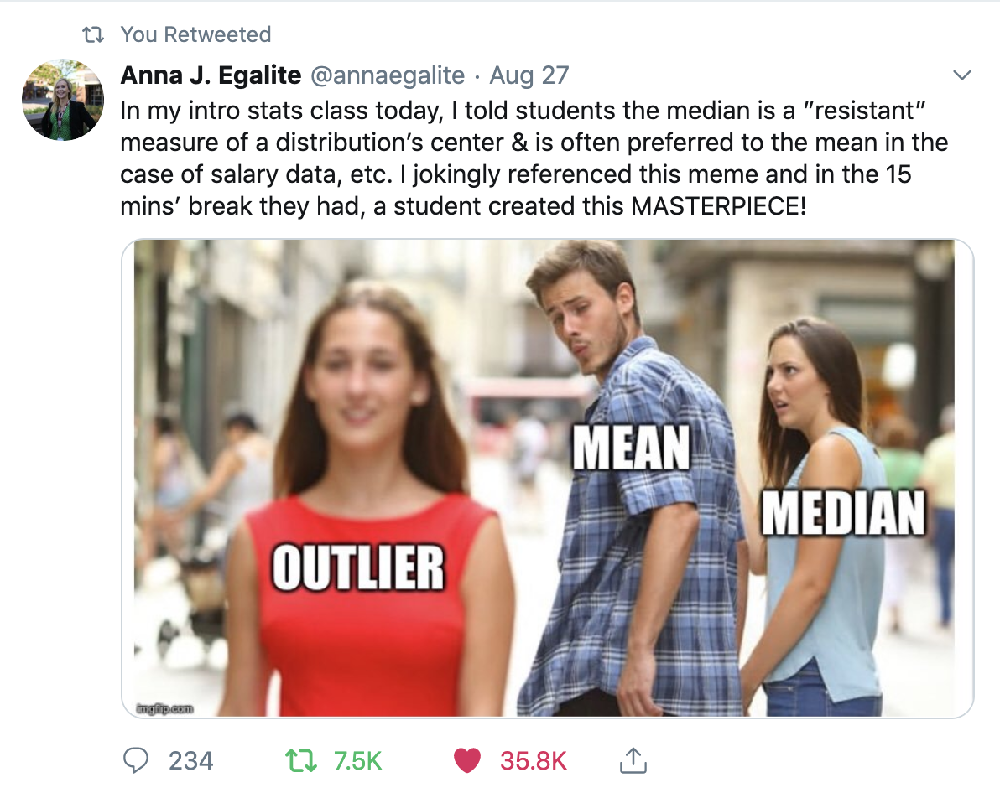 You Retweeted
Anna J. Egalite @annaegalite · Aug 27
In my intro stats class today, I told students the median is a ”resistant”
measure of a distribution’s center & is often preferred to the mean in the
case of salary data, etc. I jokingly referenced this meme and in the 15
mins’ break they had, a student created this MASTERPIECE!
MEAN
MEDIAN
OUTLIER
imgflip.com
234 7.5K 35.8K